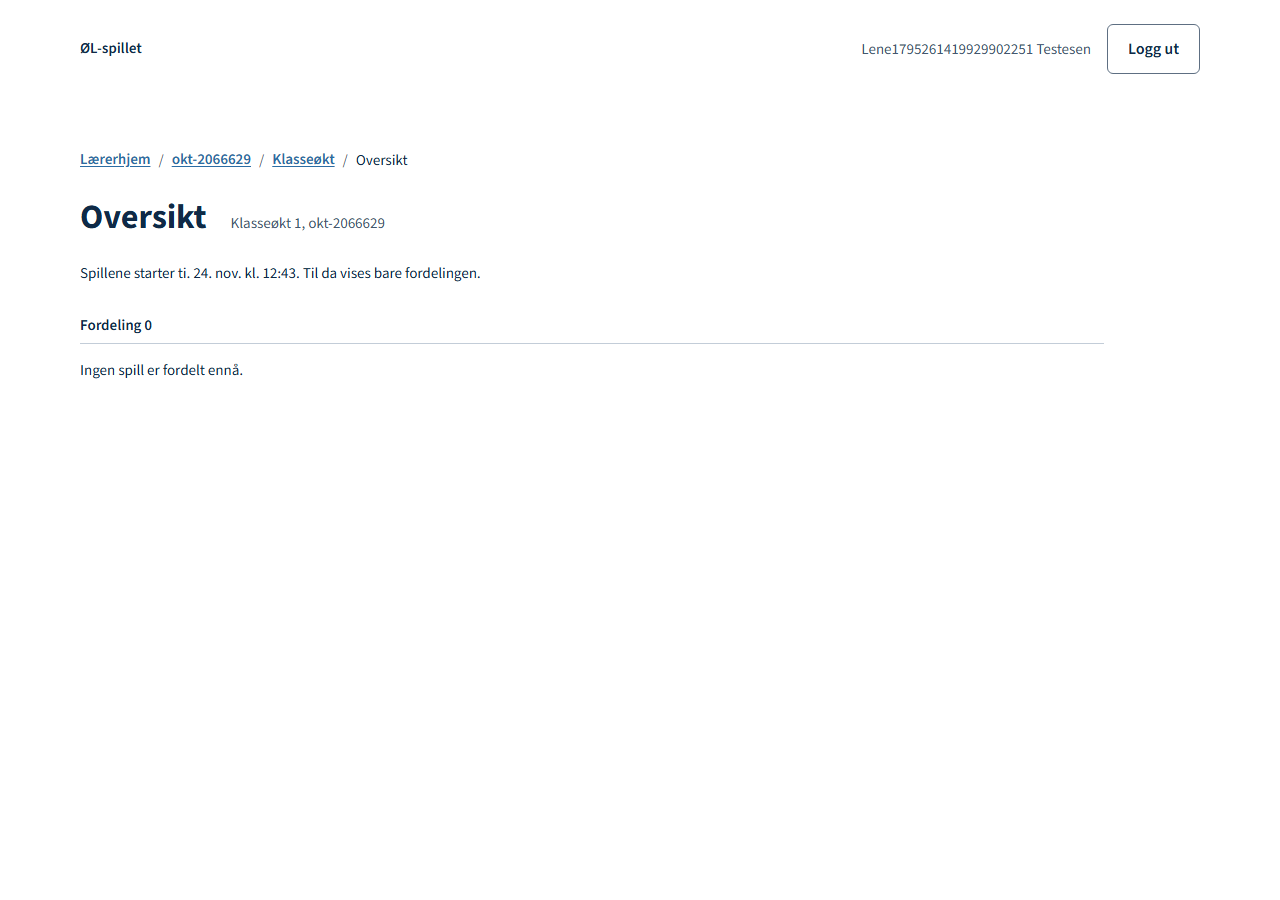 ØL-spillet
Lene1795261419929902251 Testesen
Logg ut
Lærerhjem / okt-2066629 / Klasseøkt / Oversikt
Oversikt
Klasseøkt 1, okt-2066629
Spillene starter ti. 24. nov. kl. 12:43. Til da vises bare fordelingen.
Fordeling 0
Ingen spill er fordelt ennå.